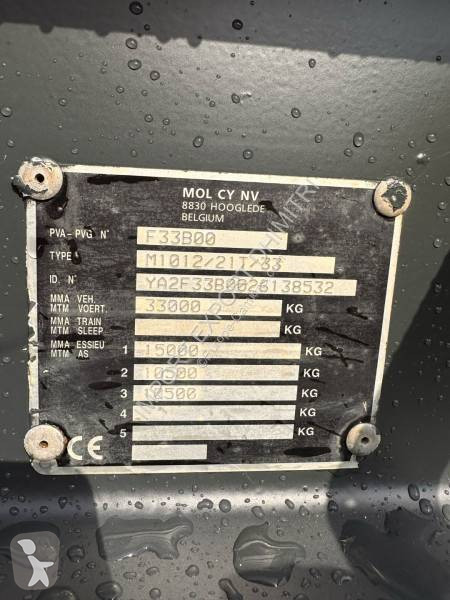 MOL CY NV
8830 HOOGLEDE
BELGIUM
PVA-PVG N° F33B00
TYPE M1012/21T/33
ID. N° YA2F33B0026138532
MMA VEH.
MTM VOERT. 33000 KG
MMA TRAIN
MTM SLEEP KG
MMA ESSIEU
MTM AS 1 15000 KG
2 10500 KG
3 10500 KG
4 KG
5 KG
CE